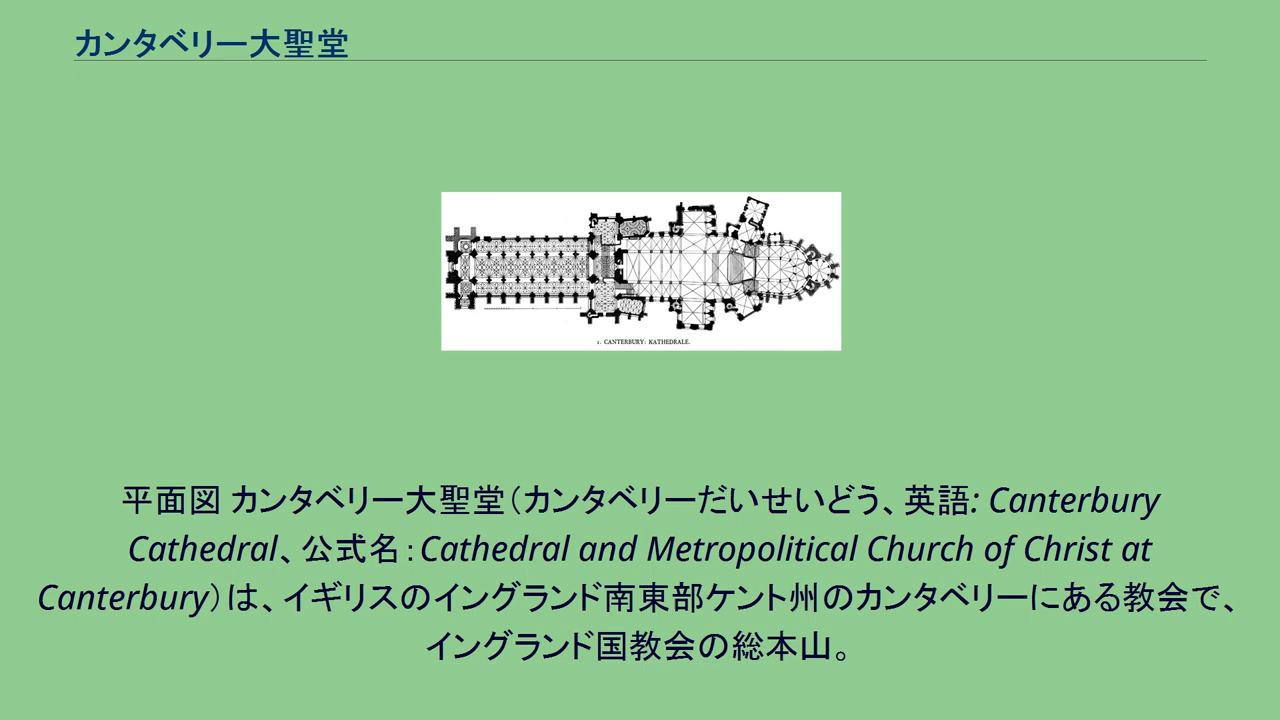 カンタベリー大聖堂
1. CANTERBURY: KATHEDRALE.
平面図 カンタベリー大聖堂（カンタベリーだいせいどう、英語: Canterbury
Cathedral、公式名：Cathedral and Metropolitical Church of Christ at
Canterbury）は、イギリスのイングランド南東部ケント州のカンタベリーにある教会で、
イングランド国教会の総本山。